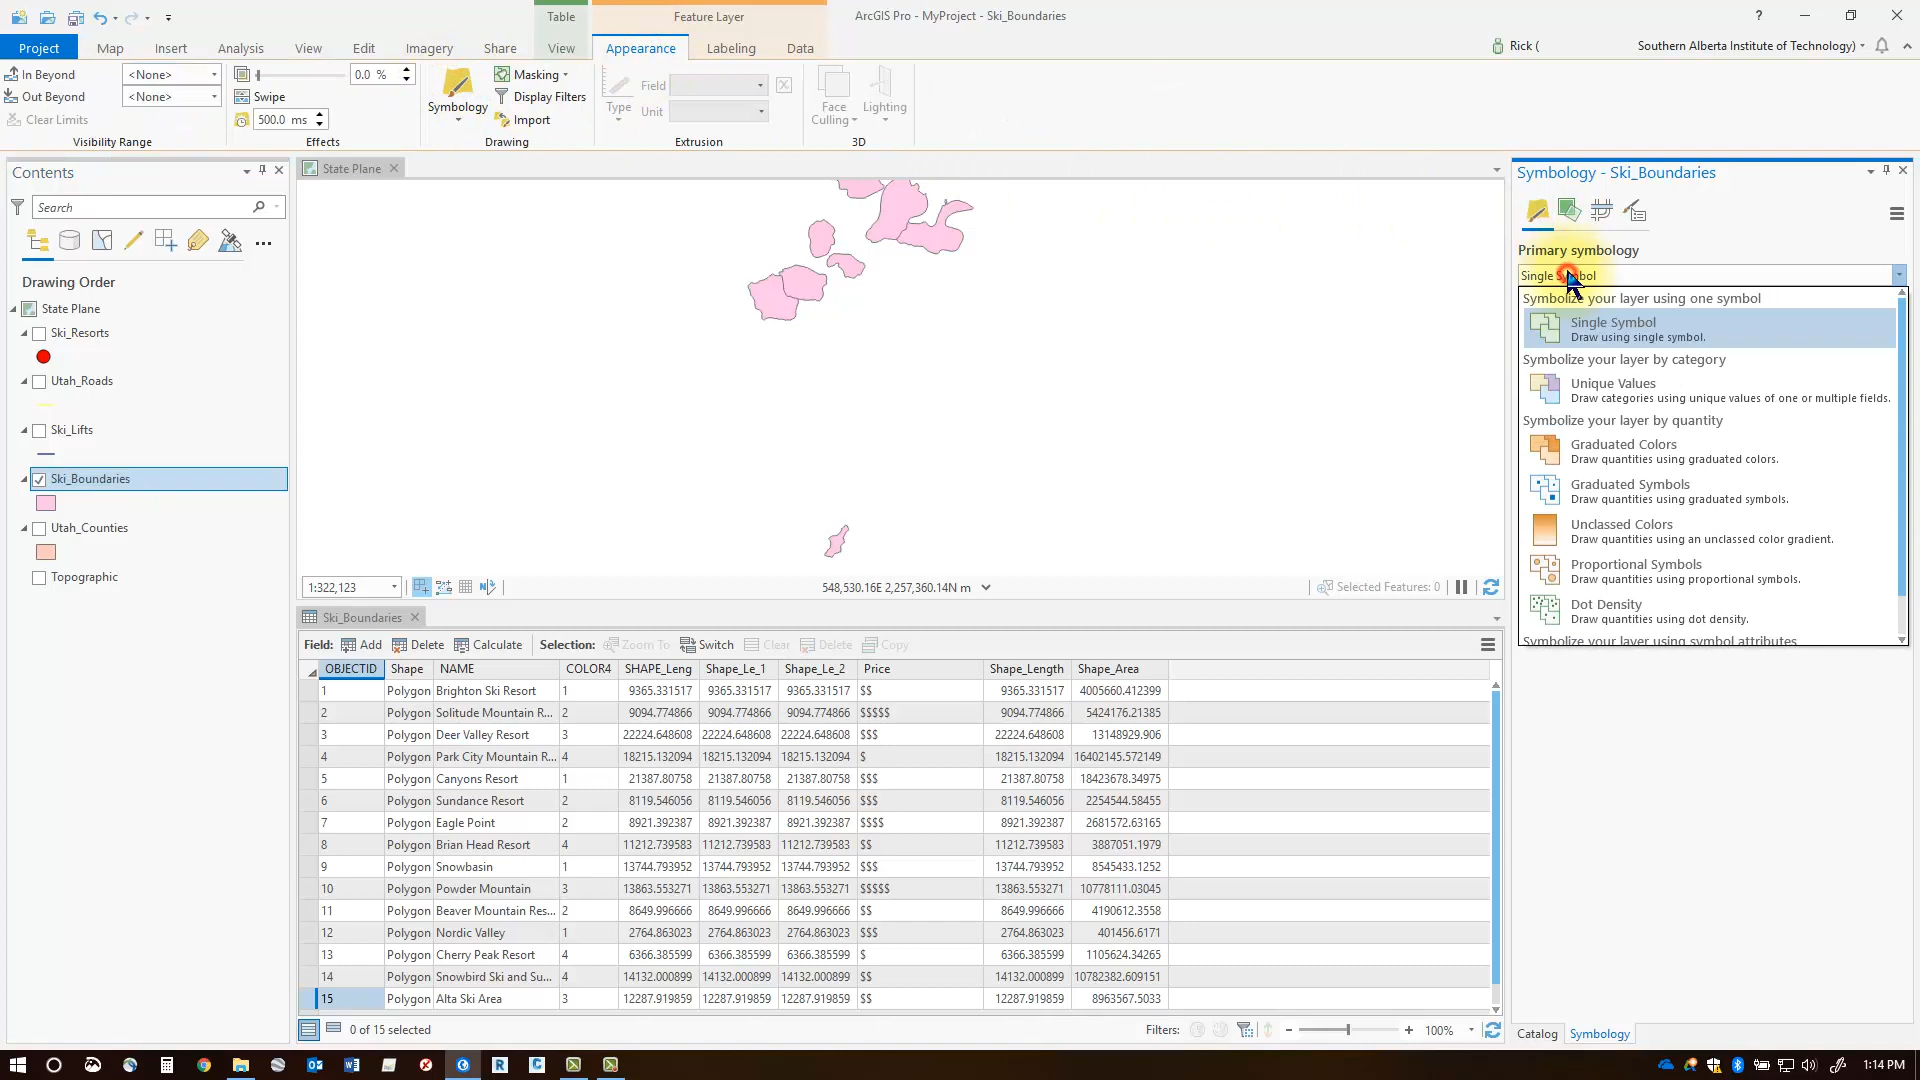 Table
Feature Layer
ArcGIS Pro - MyProject - Ski_Boundaries
?
Project
Map
Insert
Analysis
View
Edit
Imagery
Share
View
Appearance
Labeling
Data
Rick (
Southern Alberta Institute of Technology)
In Beyond
<None>
Out Beyond
<None>
Clear Limits
Visibility Range
0.0 %
Swipe
500.0 ms
Effects
Symbology
Masking
Display Filters
Import
Drawing
Type
Field
Unit
Extrusion
Face Culling
Lighting
3D
Contents
Search
Drawing Order
State Plane
Ski_Resorts
Utah_Roads
Ski_Lifts
Ski_Boundaries
Utah_Counties
Topographic
State Plane
1:322,123
548,530.16E 2,257,360.14N m
Selected Features: 0
Ski_Boundaries
Field: Add Delete Calculate Selection: Zoom To Switch Clear Delete Copy
OBJECTID Shape NAME COLOR4 SHAPE_Leng Shape_Le_1 Shape_Le_2 Price Shape_Length Shape_Area
1 Polygon Brighton Ski Resort 1 9365.331517 9365.331517 9365.331517 $$ 9365.331517 4005660.412399
2 Polygon Solitude Mountain R... 2 9094.774866 9094.774866 9094.774866 $$$$$ 9094.774866 5424176.21385
3 Polygon Deer Valley Resort 3 22224.648608 22224.648608 22224.648608 $$$ 22224.648608 13148929.906
4 Polygon Park City Mountain R... 4 18215.132094 18215.132094 18215.132094 $ 18215.132094 16402145.572149
5 Polygon Canyons Resort 1 21387.80758 21387.80758 21387.80758 $$$ 21387.80758 18423678.34975
6 Polygon Sundance Resort 2 8119.546056 8119.546056 8119.546056 $$$ 8119.546056 2254544.58455
7 Polygon Eagle Point 2 8921.392387 8921.392387 8921.392387 $$$$ 8921.392387 2681572.63165
8 Polygon Brian Head Resort 4 11212.739583 11212.739583 11212.739583 $$ 11212.739583 3887051.1979
9 Polygon Snowbasin 1 13744.793952 13744.793952 13744.793952 $$$ 13744.793952 8545433.1252
10 Polygon Powder Mountain 3 13863.553271 13863.553271 13863.553271 $$$$$ 13863.553271 10778111.03045
11 Polygon Beaver Mountain Res... 2 8649.996666 8649.996666 8649.996666 $$ 8649.996666 4190612.3558
12 Polygon Nordic Valley 1 2764.863023 2764.863023 2764.863023 $$$ 2764.863023 401456.6171
13 Polygon Cherry Peak Resort 4 6366.385599 6366.385599 6366.385599 $ 6366.385599 1105624.34265
14 Polygon Snowbird Ski and Su... 4 14132.000899 14132.000899 14132.000899 $$ 14132.000899 10782382.609151
15 Polygon Alta Ski Area 3 12287.919859 12287.919859 12287.919859 $$ 12287.919859 8963567.5033
0 of 15 selected
Filters:
100%
Symbology - Ski_Boundaries
Primary symbology
Single Symbol
Symbolize your layer using one symbol
Single Symbol
Draw using single symbol.
Symbolize your layer by category
Unique Values
Draw categories using unique values of one or multiple fields.
Symbolize your layer by quantity
Graduated Colors
Draw quantities using graduated colors.
Graduated Symbols
Draw quantities using graduated symbols.
Unclassed Colors
Draw quantities using an unclassed color gradient.
Proportional Symbols
Draw quantities using proportional symbols.
Dot Density
Draw quantities using dot density.
Symbolize your layer using symbol attributes
Catalog
Symbology
1:14 PM